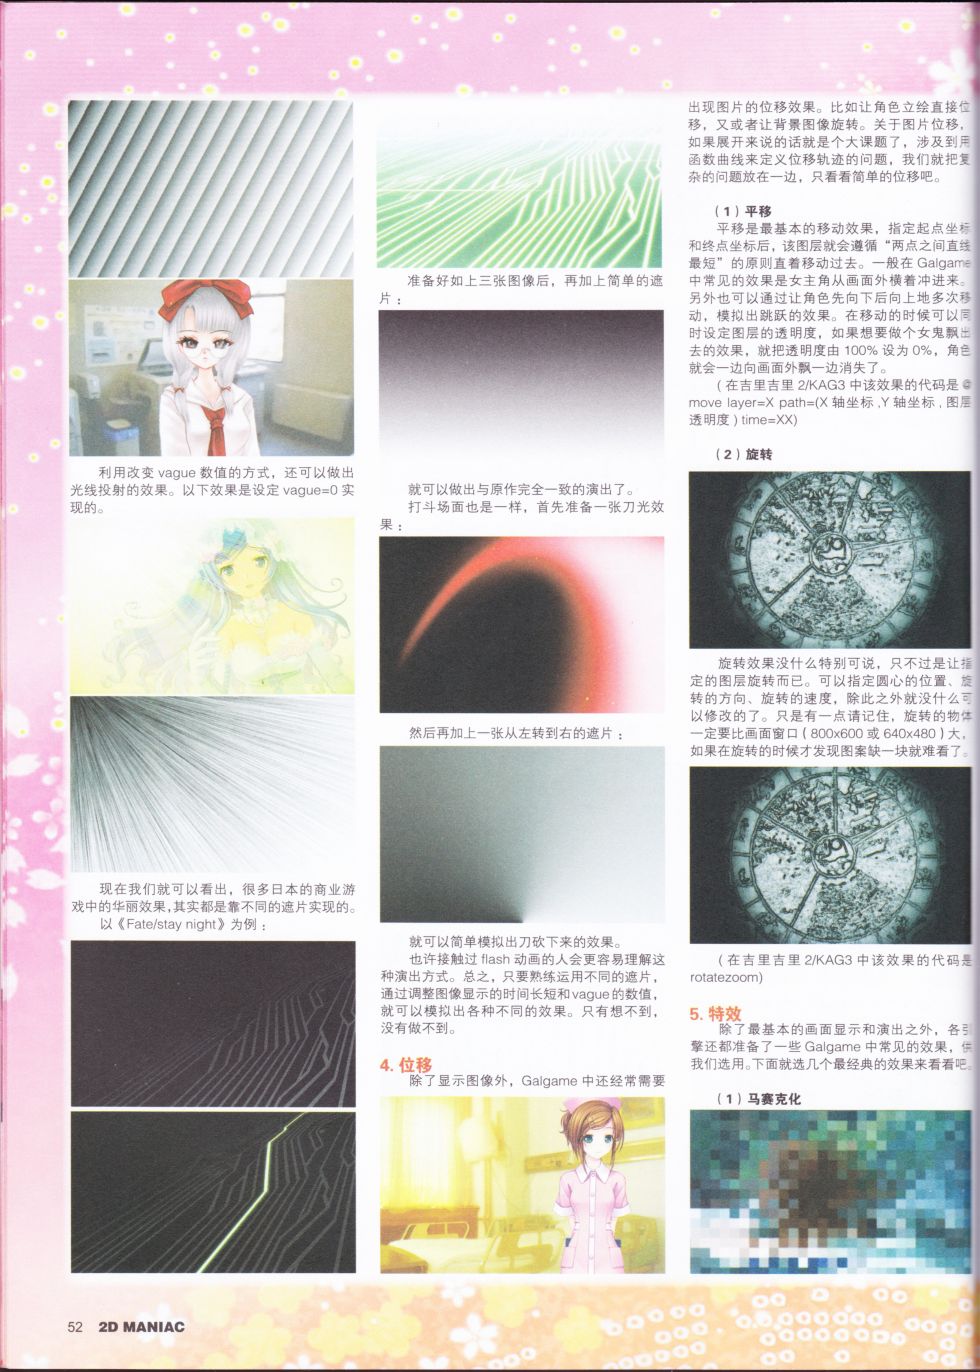 利用改变 vague 数值的方式，还可以做出
光线投射的效果。以下效果是设定 vague=0 实
现的。
现在我们就可以看出，很多日本的商业游
戏中的华丽效果，其实都是靠不同的遮片实现的。
以《Fate/stay night》为例：
准备好如上三张图像后，再加上简单的遮
片：
就可以做出与原作完全一致的演出了。
打斗场面也是一样，首先准备一张刀光效
果：
然后再加上一张从左转到右的遮片：
就可以简单模拟出刀砍下来的效果。
也许接触过 flash 动画的人会更容易理解这
种演出方式。总之，只要熟练运用不同的遮片，
通过调整图像显示的时间长短和vague的数值，
就可以模拟出各种不同的效果。只有想不到，
没有做不到。
4. 位移
除了显示图像外，Galgame 中还经常需要
出现图片的位移效果。比如让角色立绘直接位
移，又或者让背景图像旋转。关于图片位移，
如果展开来说的话就是个大课题了，涉及到用
函数曲线来定义位移轨迹的问题，我们就把复
杂的问题放在一边，只看看简单的位移吧。
（1）平移
平移是最基本的移动效果，指定起点坐标
和终点坐标后，该图层就会遵循“两点之间直线
最短”的原则直着移动过去。一般在 Galgame
中常见的效果是女主角从画面外横着冲进来。
另外也可以通过让角色先向下后向上地多次移
动，模拟出跳跃的效果。在移动的时候可以同
时设定图层的透明度，如果想要做个女鬼飘出
去的效果，就把透明度由 100% 设为 0%，角色
就会一边向画面外飘一边消失了。
（在吉里吉里 2/KAG3 中该效果的代码是 @
move layer=X path=(X 轴坐标 ,Y 轴坐标 , 图层
透明度 ) time=XX)
（2）旋转
旋转效果没什么特别可说，只不过是让指
定的图层旋转而已。可以指定圆心的位置、旋
转的方向、旋转的速度，除此之外就没什么可
以修改的了。只是有一点请记住，旋转的物体
一定要比画面窗口（800x600 或 640x480）大，
如果在旋转的时候才发现图案缺一块就难看了。
（在吉里吉里 2/KAG3 中该效果的代码是
rotatezoom)
5. 特效
除了最基本的画面显示和演出之外，各引
擎还都准备了一些 Galgame 中常见的效果，供
我们选用。下面就选几个最经典的效果来看看吧。
（1）马赛克化
52 2D MANIAC